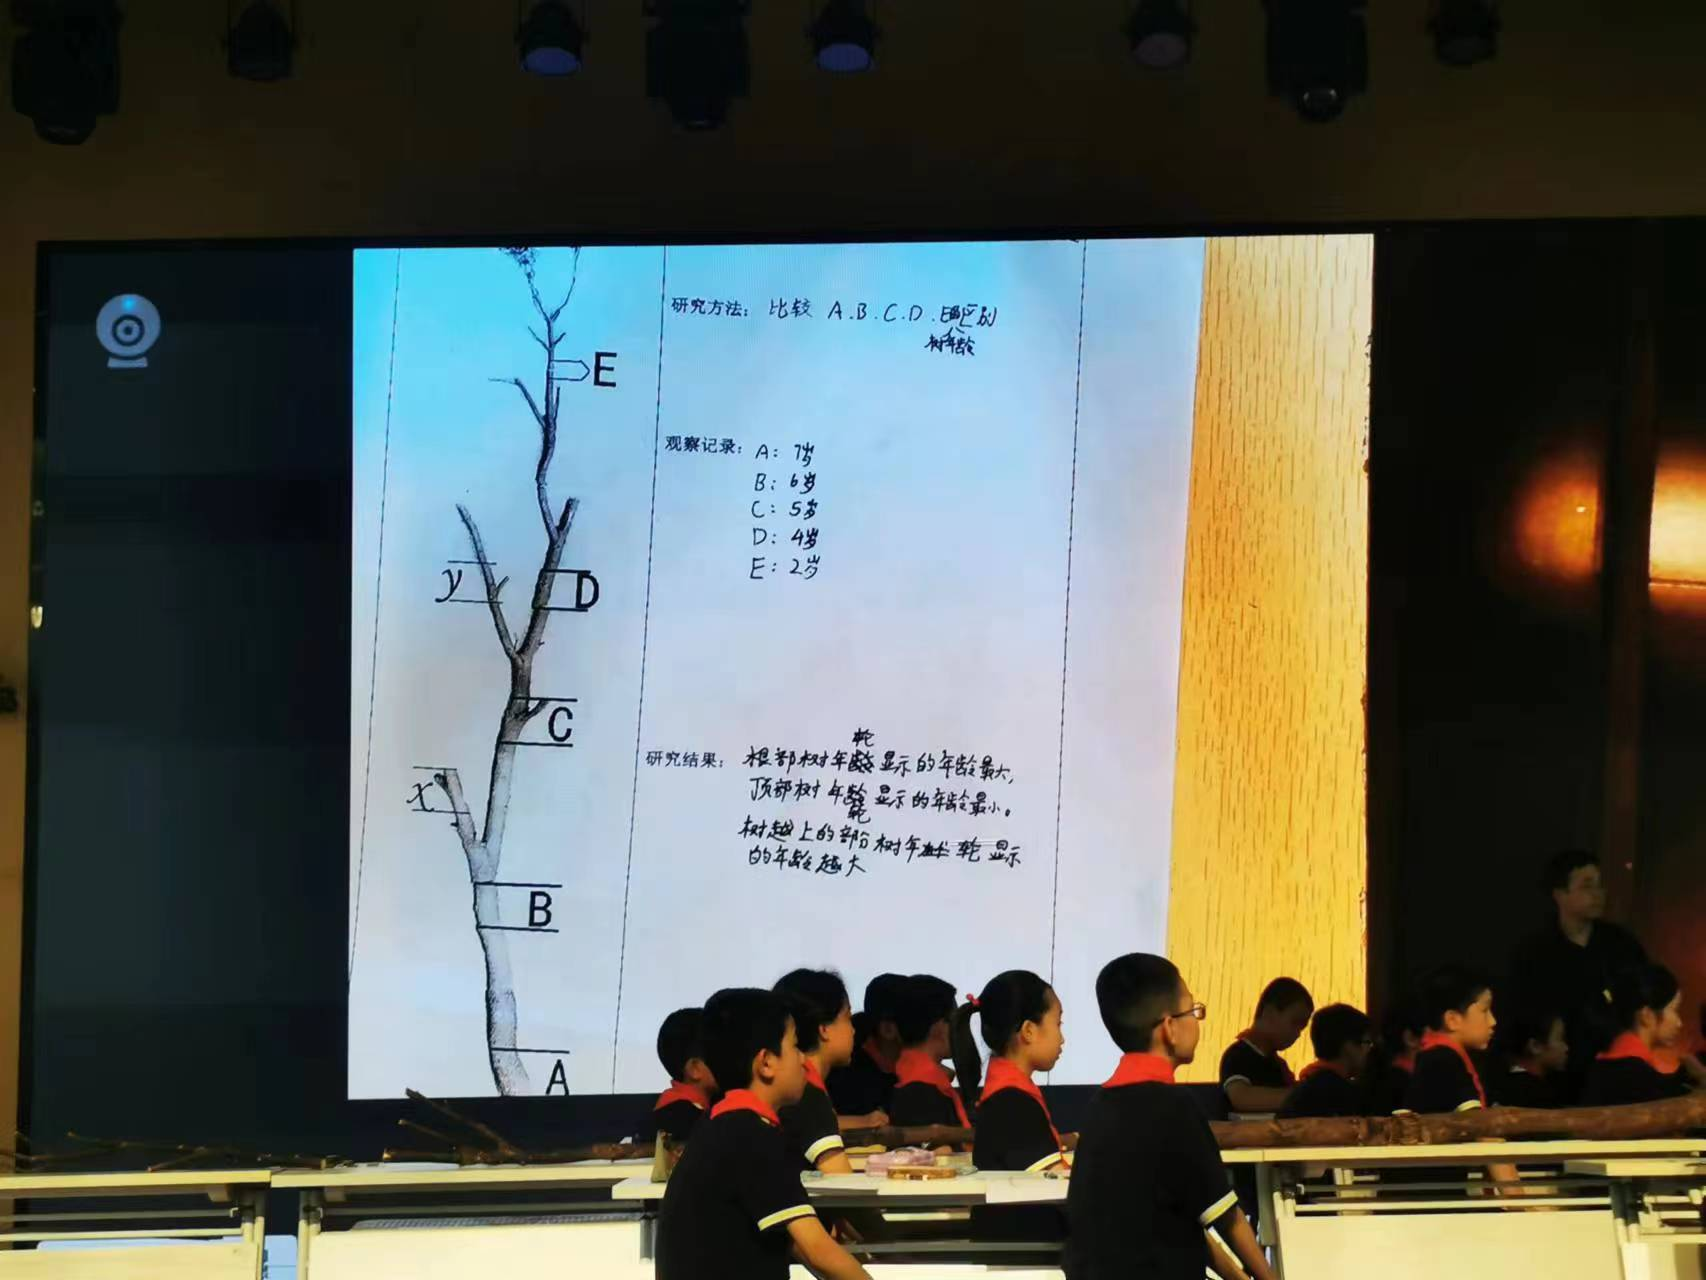 研究方法： 比较 A.B.C.D.E的区别
树年龄
E
观察记录： A：7岁
B：6岁
C：5岁
D：4岁
E：2岁
y
D
C
x
轮
研究结果： 根部树年龄显示的年龄最大，
顶部树年龄显示的年龄最小。
轮
树越上的部分树年轮显示
的年龄越大
B
A